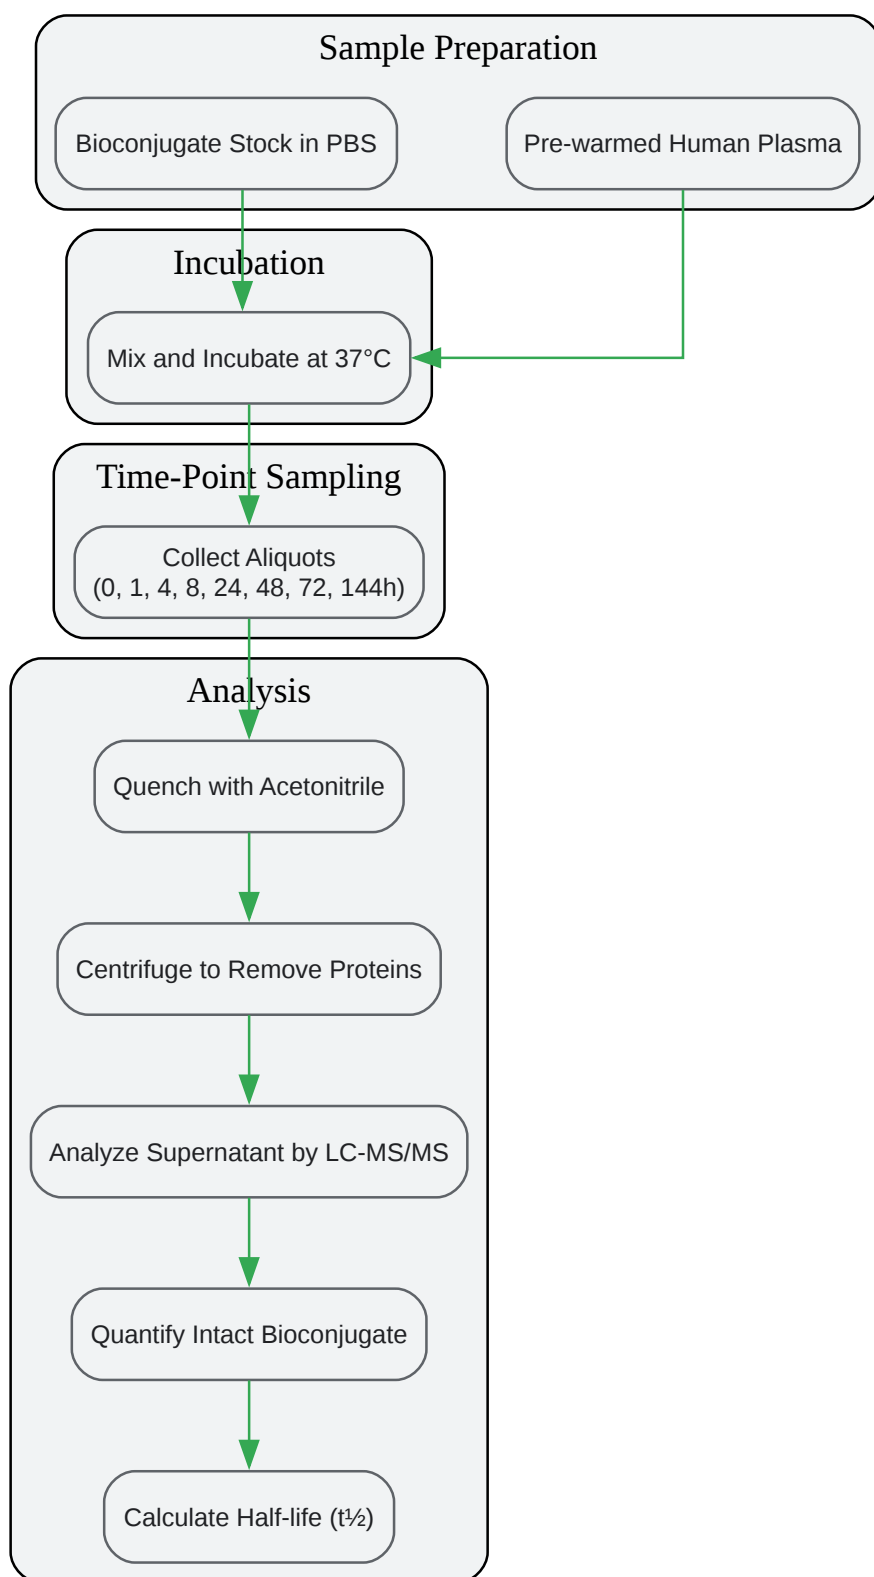 Sample Preparation
Bioconjugate Stock in PBS
Pre-warmed Human Plasma
Incubation
Mix and Incubate at 37°C
Time-Point Sampling
Collect Aliquots
(0, 1, 4, 8, 24, 48, 72, 144h)
Analysis
Quench with Acetonitrile
Centrifuge to Remove Proteins
Analyze Supernatant by LC-MS/MS
Quantify Intact Bioconjugate
Calculate Half-life (t½)